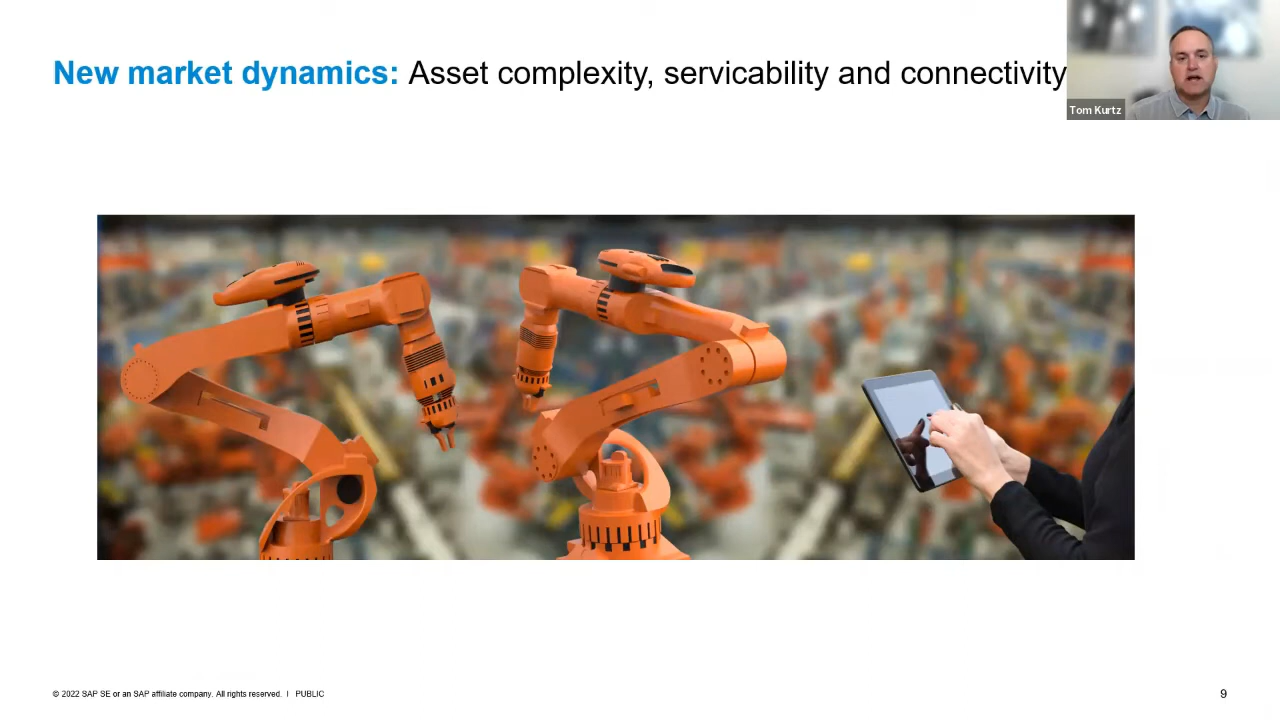 New market dynamics: Asset complexity, servicability and connectivity
Tom Kurtz
© 2022 SAP SE or an SAP affiliate company. All rights reserved. I PUBLIC
9